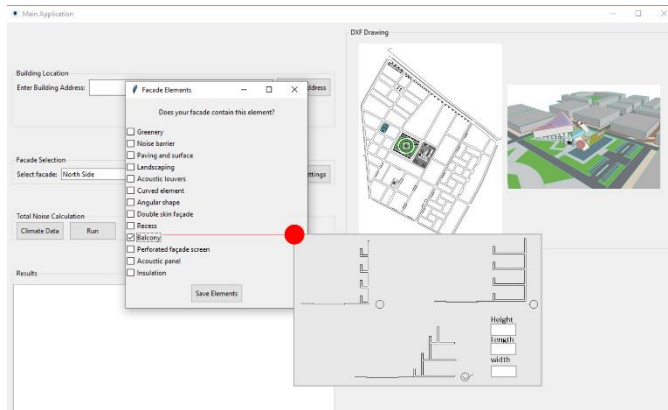 Main Application
DXF Drawing
Building Location
Enter Building Address:
dress
Facade Elements
Does your facade contain this element?
Greenery
Noise barrier
Paving and surface
Landscaping
Acoustic louvers
Curved element
Angular shape
Double skin façade
Recess
Balcony
Perforated façade screen
Acoustic panel
Insulation
Save Elements
Facade Selection
Select facade: North Side
ttings
Total Noise Calculation
Climate Data Run
Results
Height
Length
width